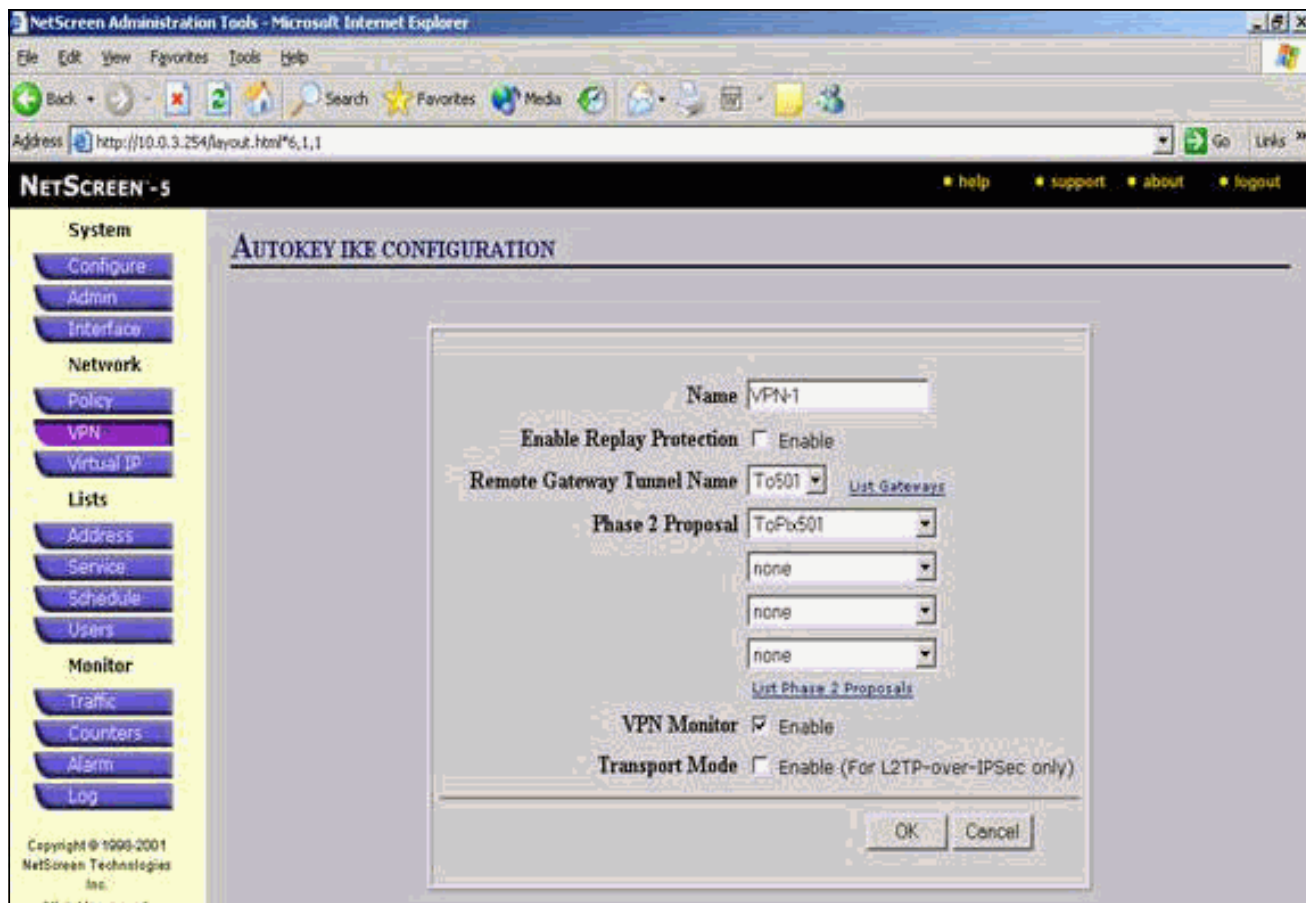 NetScreen Administration Tools - Microsoft Internet Explorer
File Edit View Favorites Tools Help
Back Search Favorites Media
Address http://10.0.3.254/layout.html*6,1,1 Go Links »
NETSCREEN-5 help support about logout
System
Configure
Admin
Interface
Network
Policy
VPN
Virtual IP
Lists
Address
Service
Schedule
Users
Monitor
Traffic
Counters
Alarm
Log
Copyright © 1998-2001
NetScreen Technologies
Inc.
AUTOKEY IKE CONFIGURATION
Name VPN-1
Enable Replay Protection Enable
Remote Gateway Tunnel Name To501 List Gateways
Phase 2 Proposal ToPix501
none
none
none
List Phase 2 Proposals
VPN Monitor Enable
Transport Mode Enable (For L2TP-over-IPSec only)
OK Cancel